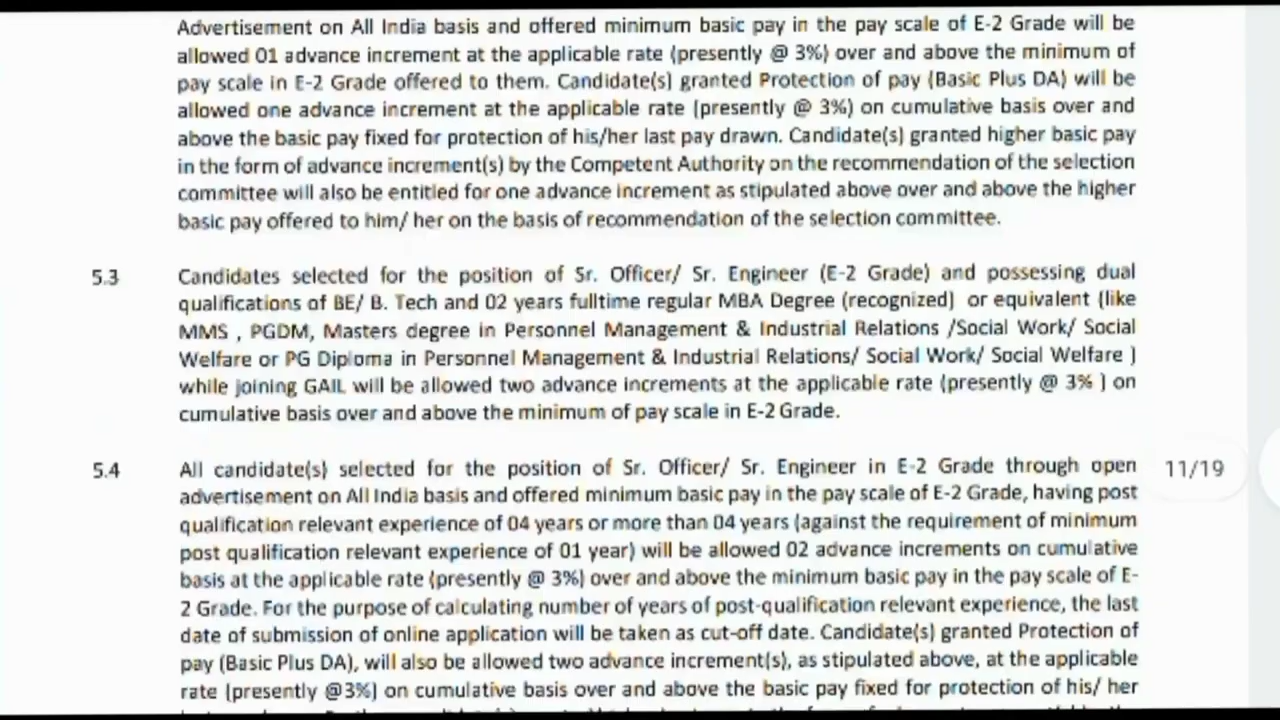 Advertisement on All India basis and offered minimum basic pay in the pay scale of E-2 Grade will be
allowed 01 advance increment at the applicable rate (presently @ 3%) over and above the minimum of
pay scale in E-2 Grade offered to them. Candidate(s) granted Protection of pay (Basic Plus DA) will be
allowed one advance increment at the applicable rate (presently @ 3%) on cumulative basis over and
above the basic pay fixed for protection of his/her last pay drawn. Candidate(s) granted higher basic pay
in the form of advance increment(s) by the Competent Authority on the recommendation of the selection
committee will also be entitled for one advance increment as stipulated above over and above the higher
basic pay offered to him/ her on the basis of recommendation of the selection committee.
5.3 Candidates selected for the position of Sr. Officer/ Sr. Engineer (E-2 Grade) and possessing dual
qualifications of BE/ B. Tech and 02 years fulltime regular MBA Degree (recognized) or equivalent (like
MMS , PGDM, Masters degree in Personnel Management & Industrial Relations /Social Work/ Social
Welfare or PG Diploma in Personnel Management & Industrial Relations/ Social Work/ Social Welfare )
while joining GAIL will be allowed two advance increments at the applicable rate (presently @ 3% ) on
cumulative basis over and above the minimum of pay scale in E-2 Grade.
5.4 All candidate(s) selected for the position of Sr. Officer/ Sr. Engineer in E-2 Grade through open
advertisement on All India basis and offered minimum basic pay in the pay scale of E-2 Grade, having post
qualification relevant experience of 04 years or more than 04 years (against the requirement of minimum
post qualification relevant experience of 01 year) will be allowed 02 advance increments on cumulative
basis at the applicable rate (presently @ 3%) over and above the minimum basic pay in the pay scale of E-
2 Grade. For the purpose of calculating number of years of post-qualification relevant experience, the last
date of submission of online application will be taken as cut-off date. Candidate(s) granted Protection of
pay (Basic Plus DA), will also be allowed two advance increment(s), as stipulated above, at the applicable
rate (presently @3%) on cumulative basis over and above the basic pay fixed for protection of his/ her
11/19